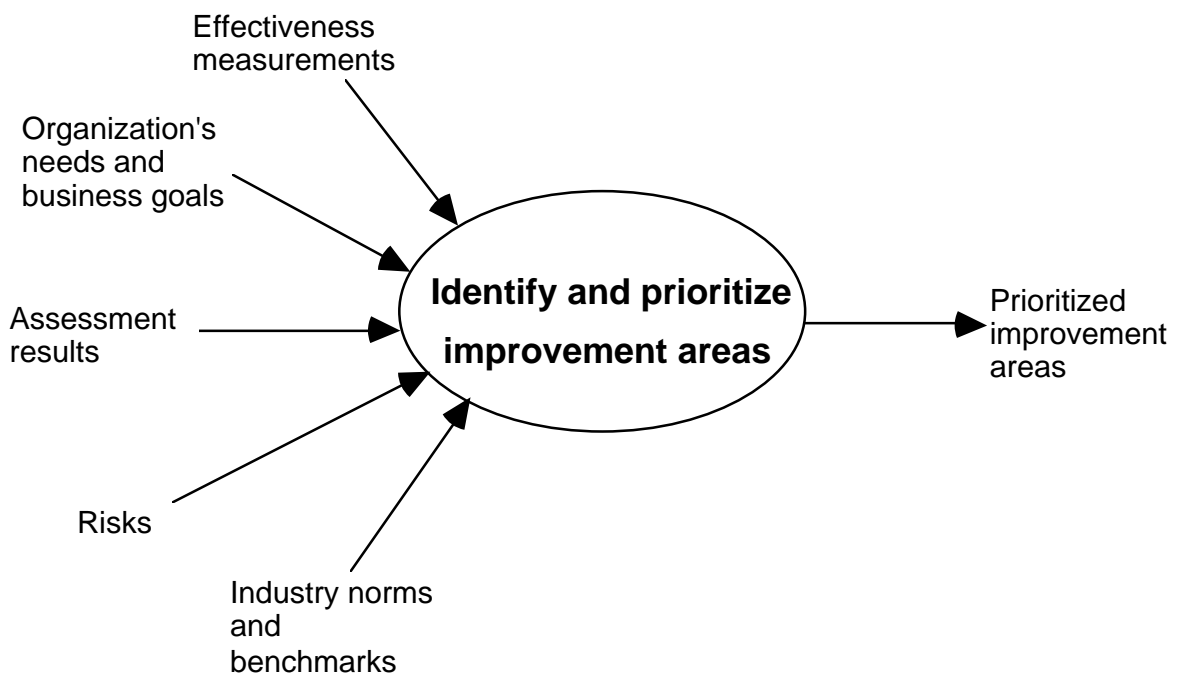 Effectiveness
measurements
Organization's
needs and
business goals
Assessment
results
Risks
Industry norms
and
benchmarks
Identify and prioritize
improvement areas
Prioritized
improvement
areas